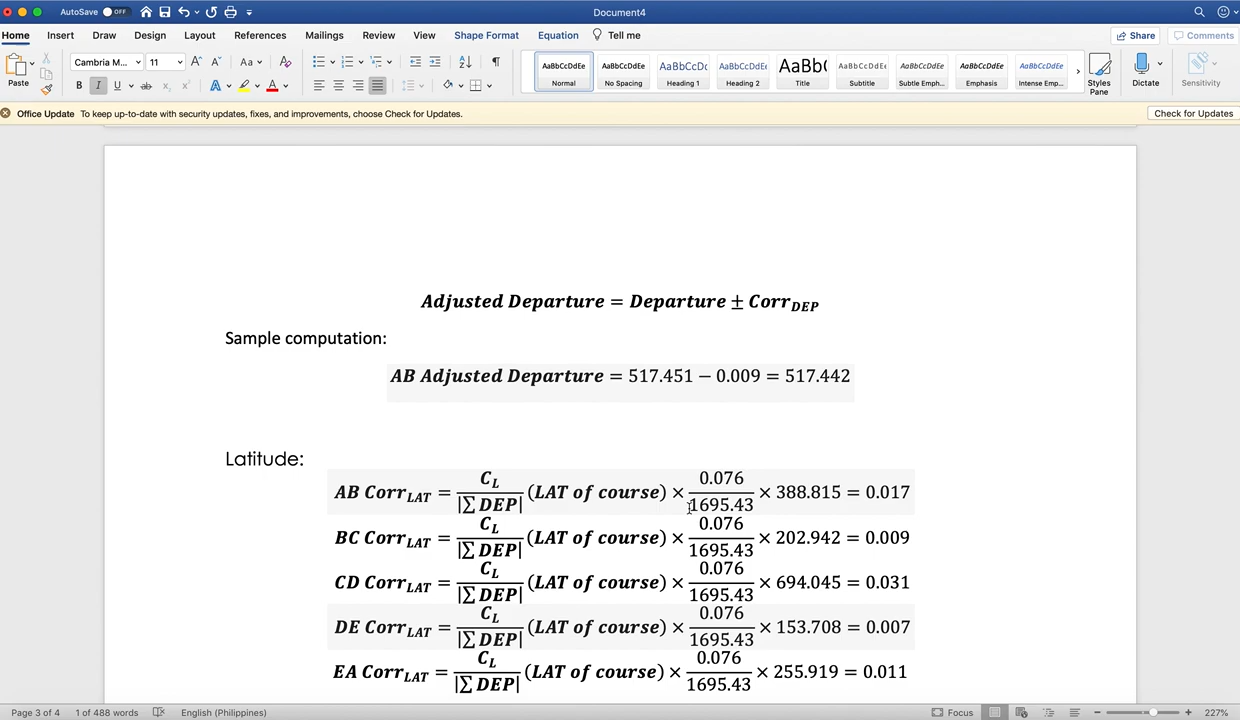 AutoSave OFF Document4
Home Insert Draw Design Layout References Mailings Review View Shape Format Equation Tell me Share Comments
Paste Cambria M... 11 A A Aa A
B I U ab x₂ x² A A
AaBbCcDdEe AaBbCcDdEe AaBbCcDc AaBbCcDdEe AaBb( AaBbCcDdEe AaBbCcDdEe AaBbCcDdEe AaBbCcDdEe
Normal No Spacing Heading 1 Heading 2 Title Subtitle Subtle Emph... Emphasis Intense Emp... Styles Pane Dictate Sensitivity
Office Update To keep up-to-date with security updates, fixes, and improvements, choose Check for Updates. Check for Updates
Adjusted Departure = Departure ± Corr_DEP
Sample computation:
AB Adjusted Departure = 517.451 − 0.009 = 517.442
Latitude:
AB Corr_LAT = C_L / |∑ DEP| (LAT of course) × 0.076 / 1695.43 × 388.815 = 0.017
BC Corr_LAT = C_L / |∑ DEP| (LAT of course) × 0.076 / 1695.43 × 202.942 = 0.009
CD Corr_LAT = C_L / |∑ DEP| (LAT of course) × 0.076 / 1695.43 × 694.045 = 0.031
DE Corr_LAT = C_L / |∑ DEP| (LAT of course) × 0.076 / 1695.43 × 153.708 = 0.007
EA Corr_LAT = C_L / |∑ DEP| (LAT of course) × 0.076 / 1695.43 × 255.919 = 0.011
Page 3 of 4 1 of 488 words English (Philippines) Focus 227%